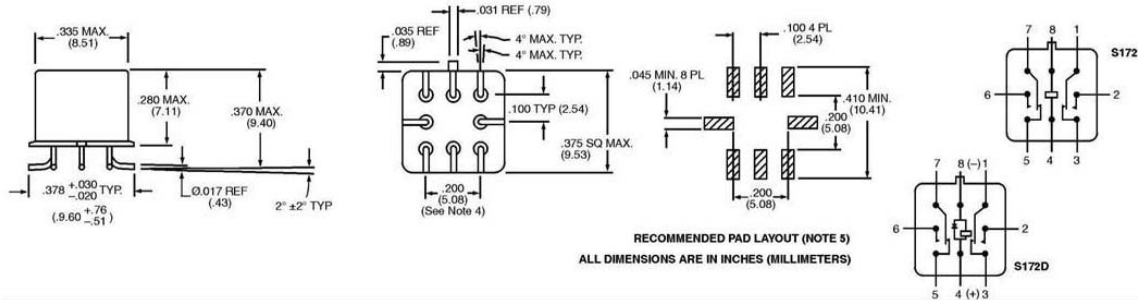 .335 MAX.
(8.51)
.280 MAX.
(7.11)
.370 MAX.
(9.40)
.378 +.030 -.020 TYP.
(.9.60 +.76 -.51)
Ø.017 REF
(.43)
2° ±2° TYP
.031 REF (.79)
.035 REF
(.89)
4° MAX. TYP.
4° MAX. TYP.
.100 TYP (2.54)
.375 SQ MAX.
(9.53)
.200
(5.08)
(See Note 4)
.100 4 PL
(2.54)
.045 MIN. 8 PL
(1.14)
.410 MIN.
(10.41)
.200
(5.08)
.200
(5.08)
RECOMMENDED PAD LAYOUT (NOTE 5)
ALL DIMENSIONS ARE IN INCHES (MILLIMETERS)
7 8 1
S172
6 2
5 4 3
7 8 (–) 1
6 2
S172D
5 4 (+) 3